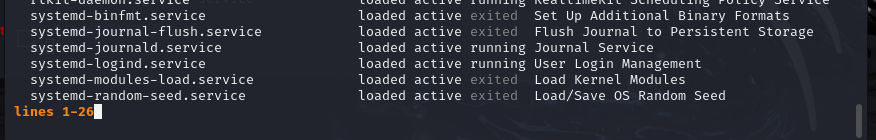 rtkit-daemon.service loaded active running RealtimeKit Scheduling Policy Service
systemd-binfmt.service loaded active exited Set Up Additional Binary Formats
systemd-journal-flush.service loaded active exited Flush Journal to Persistent Storage
systemd-journald.service loaded active running Journal Service
systemd-logind.service loaded active running User Login Management
systemd-modules-load.service loaded active exited Load Kernel Modules
systemd-random-seed.service loaded active exited Load/Save OS Random Seed
lines 1-26